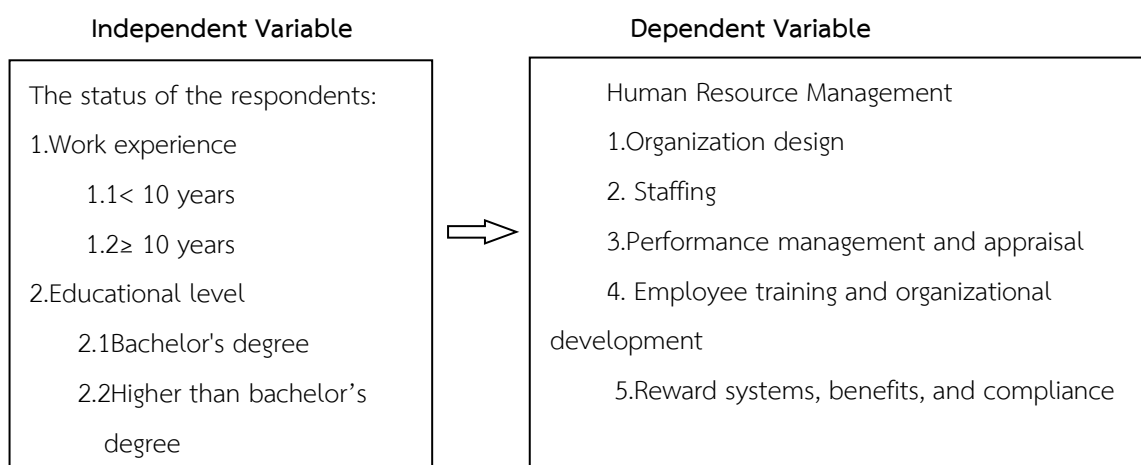 Independent Variable
The status of the respondents:
1.Work experience
1.1< 10 years
1.2≥ 10 years
2.Educational level
2.1Bachelor's degree
2.2Higher than bachelor’s
degree
Dependent Variable
Human Resource Management
1.Organization design
2. Staffing
3.Performance management and appraisal
4. Employee training and organizational
development
5.Reward systems, benefits, and compliance